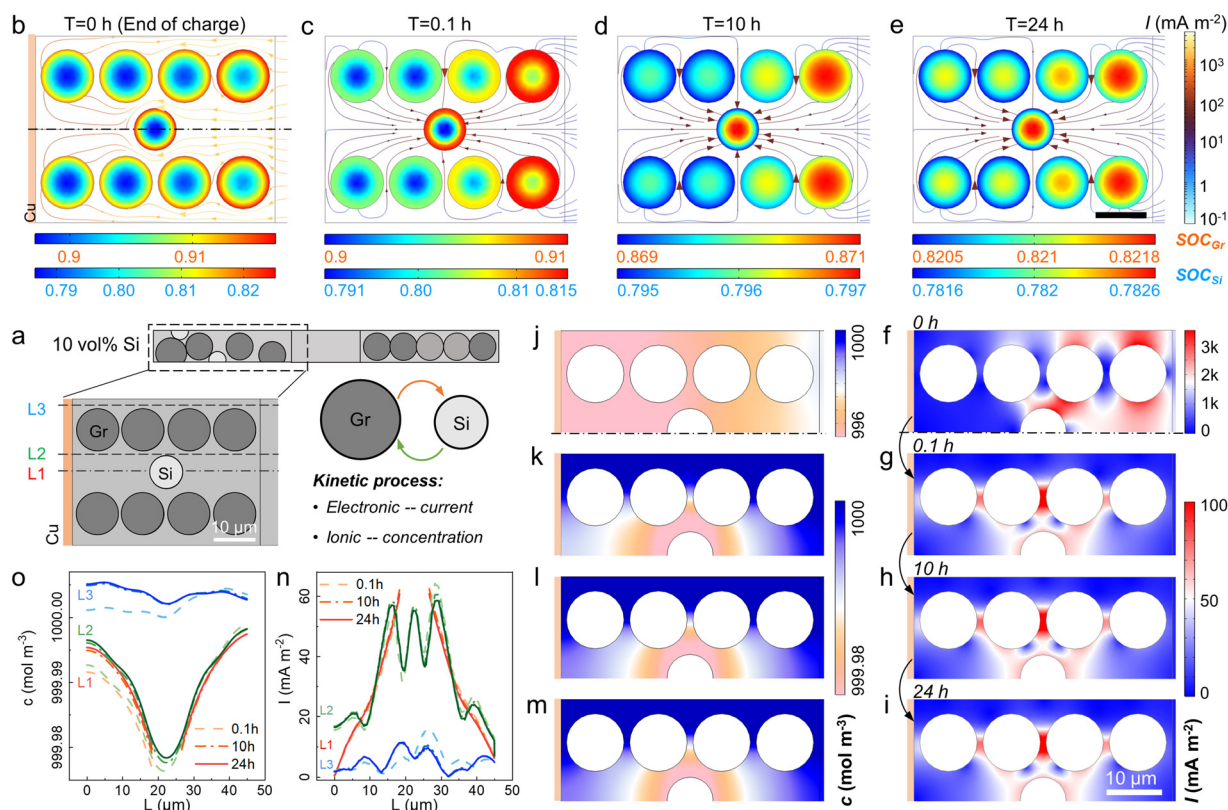 b T=0 h (End of charge)
c T=0.1 h
d T=10 h
e T=24 h
I (mA m⁻²)
10³
10²
10¹
1
10⁻¹
Cu
0.9 0.91
0.79 0.80 0.81 0.82
0.9 0.91
0.791 0.80 0.81 0.815
0.869 0.871
0.795 0.796 0.797
0.8205 0.821 0.8218
0.7816 0.782 0.7826
SOC_Gr
SOC_Si
a 10 vol% Si
L3
L2
L1
Gr
Si
Cu
10 µm
Gr
Si
Kinetic process:
• Electronic -- current
• Ionic -- concentration
j
1000
996
k
1000
999.98
l
m
c (mol m⁻³)
f 0 h
3k
2k
1k
0
g 0.1 h
100
50
0
h 10 h
i 24 h
10 µm
I (mA m⁻²)
o
L3
L2
L1
0.1h
10h
24h
c (mol m⁻³)
1000.00
999.99
999.98
0 10 20 30 40 50
L (um)
n
0.1h
10h
24h
L2
L1
L3
I (mA m⁻²)
60
40
20
0
0 10 20 30 40 50
L (um)